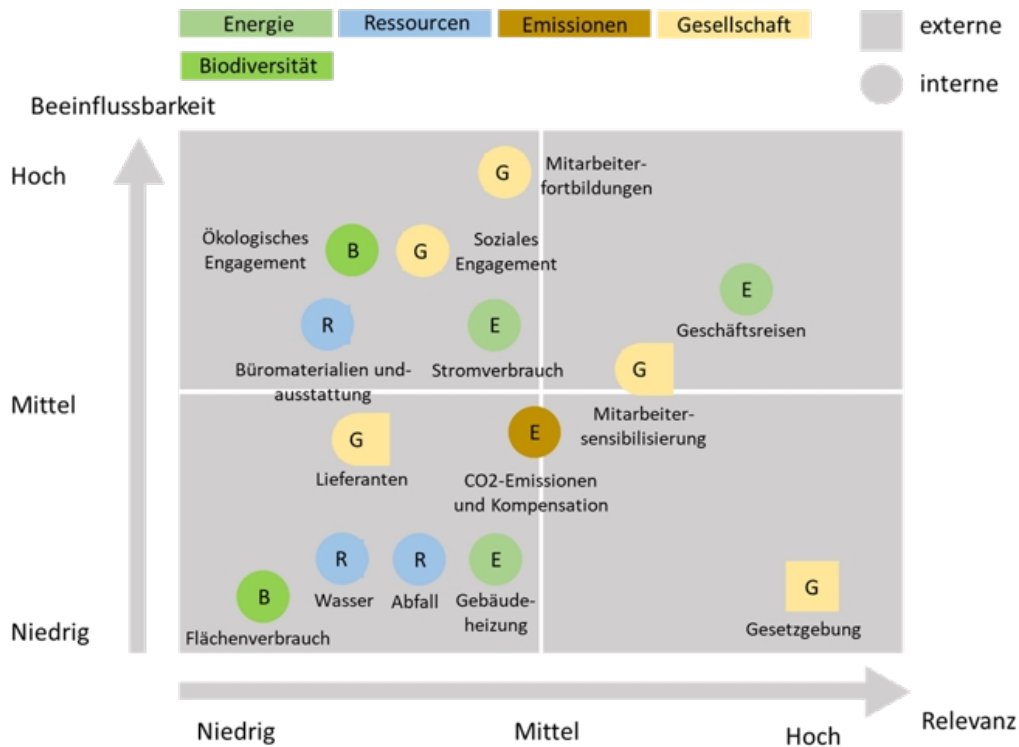 Energie
Ressourcen
Emissionen
Gesellschaft
externe
Biodiversität
interne
Beeinflussbarkeit
Hoch
G
Mitarbeiter-
fortbildungen
Ökologisches
Engagement
B
G
Soziales
Engagement
E
Geschäftsreisen
R
Büromaterialien und-
ausstattung
E
Stromverbrauch
G
Mitarbeiter-
sensibilisierung
Mittel
G
Lieferanten
E
CO2-Emissionen
und Kompensation
R
Wasser
R
Abfall
E
Gebäude-
heizung
B
Flächenverbrauch
G
Gesetzgebung
Niedrig
Niedrig
Mittel
Hoch
Relevanz